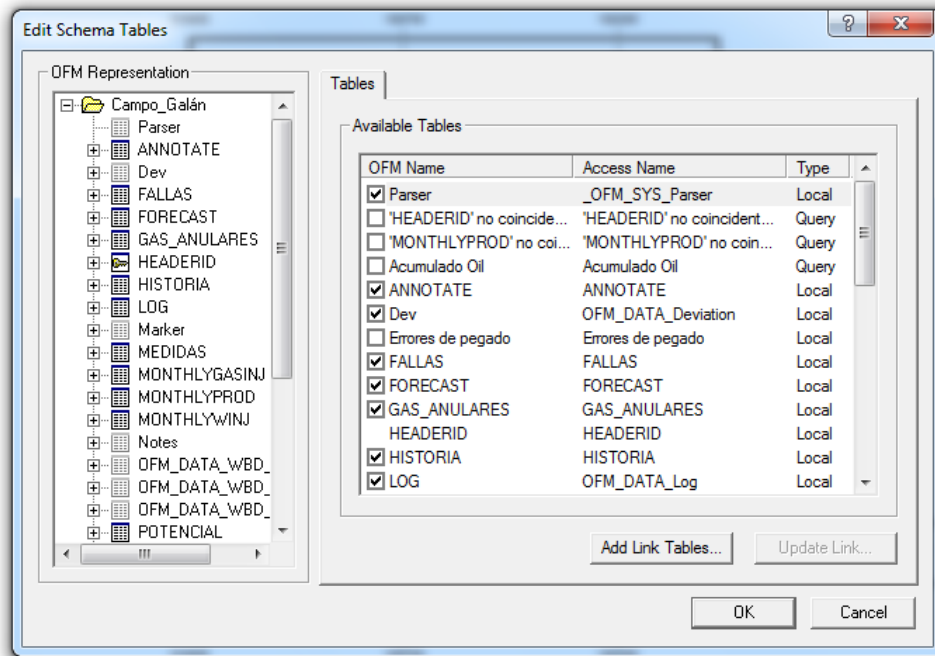 Edit Schema Tables
OFM Representation
Campo_Galán
Parser
ANNOTATE
Dev
FALLAS
FORECAST
GAS_ANULARES
HEADERID
HISTORIA
LOG
Marker
MEDIDAS
MONTHLYGASINJ
MONTHLYPROD
MONTHLYWINJ
Notes
OFM_DATA_WBD_
OFM_DATA_WBD_
OFM_DATA_WBD_
POTENCIAL
Tables
Available Tables
OFM Name Access Name Type
Parser _OFM_SYS_Parser Local
'HEADERID' no coincide... 'HEADERID' no coincident... Query
'MONTHLYPROD' no coi... 'MONTHLYPROD' no coin... Query
Acumulado Oil Acumulado Oil Query
ANNOTATE ANNOTATE Local
Dev OFM_DATA_Deviation Local
Errores de pegado Errores de pegado Local
FALLAS FALLAS Local
FORECAST FORECAST Local
GAS_ANULARES GAS_ANULARES Local
HEADERID HEADERID Local
HISTORIA HISTORIA Local
LOG OFM_DATA_Log Local
Add Link Tables... Update Link...
OK Cancel